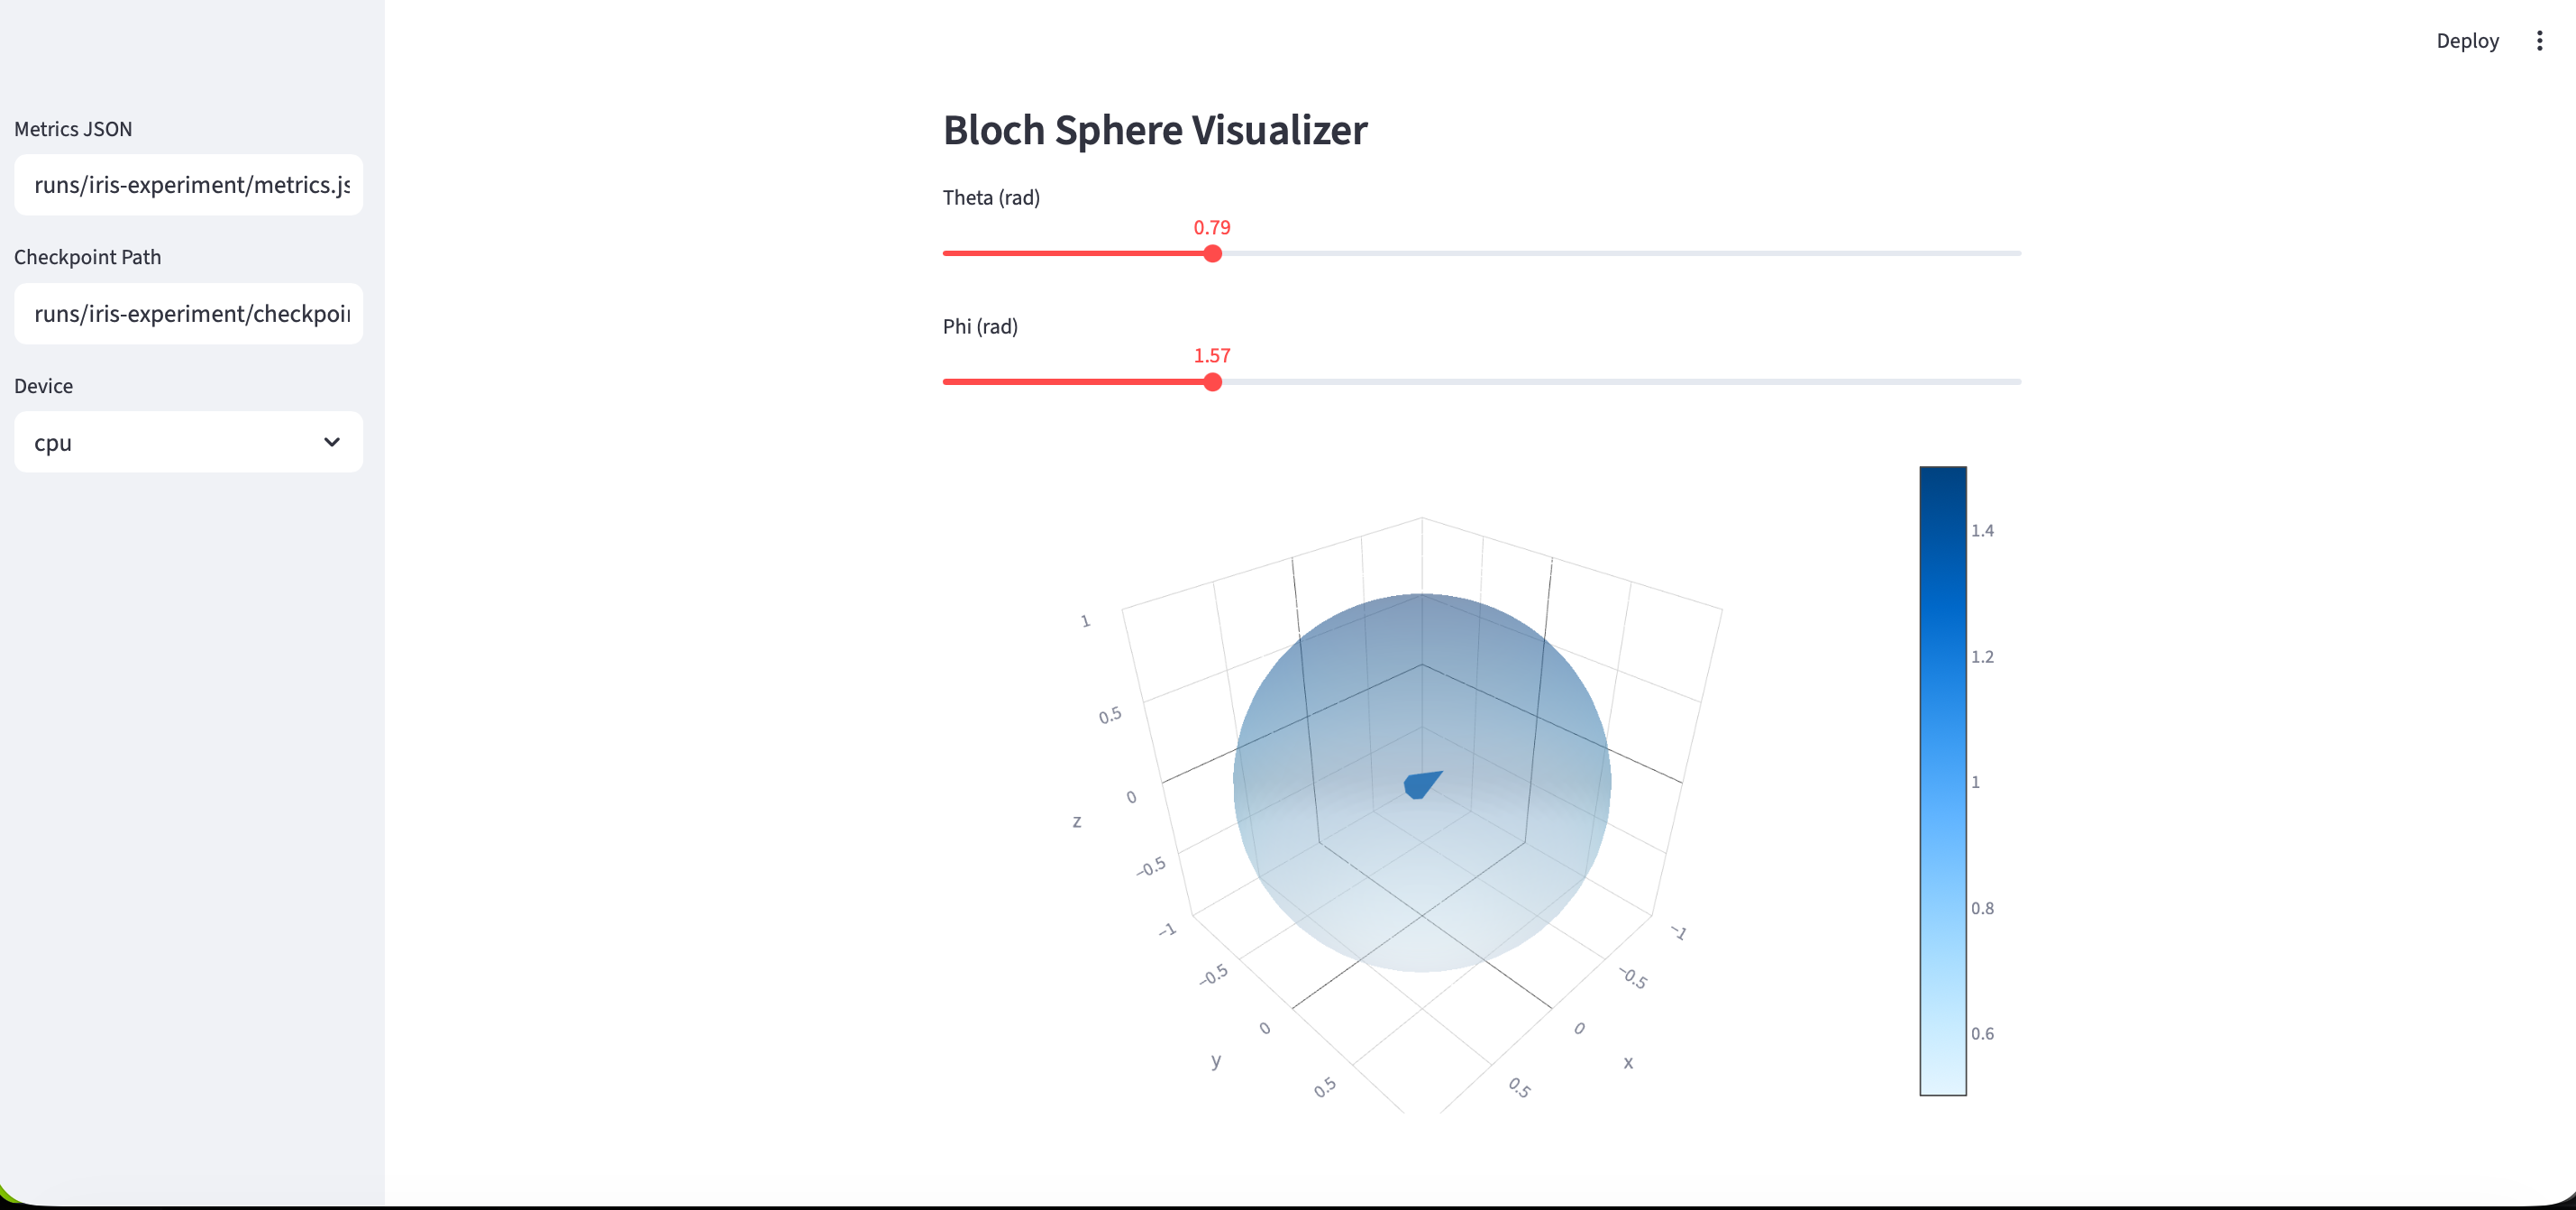 Deploy
Metrics JSON
runs/iris-experiment/metrics.js
Checkpoint Path
runs/iris-experiment/checkpoi
Device
cpu
Bloch Sphere Visualizer
Theta (rad)
0.79
Phi (rad)
1.57
1
0.5
0
−0.5
−1
z
−1
−0.5
0
0.5
y
−0.5
0
0.5
x
1.4
1.2
1
0.8
0.6